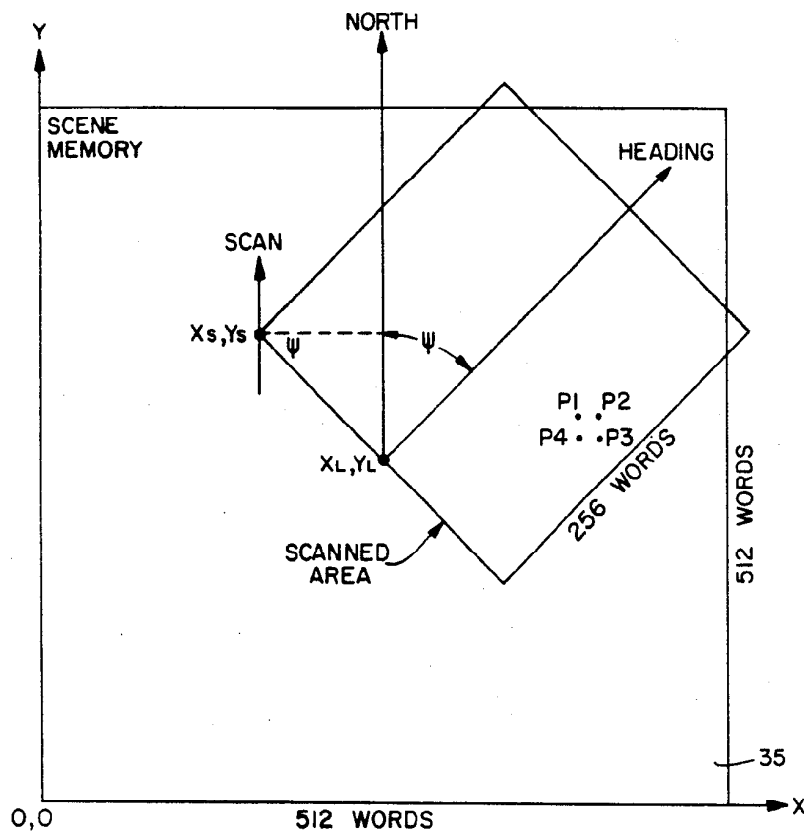 NORTH
Y
SCENE
MEMORY
HEADING
SCAN
Xs,Ys
Ψ
Ψ
P1 P2
P4 P3
XL,YL
256 WORDS
512 WORDS
SCANNED
AREA
35
0,0
512 WORDS
X